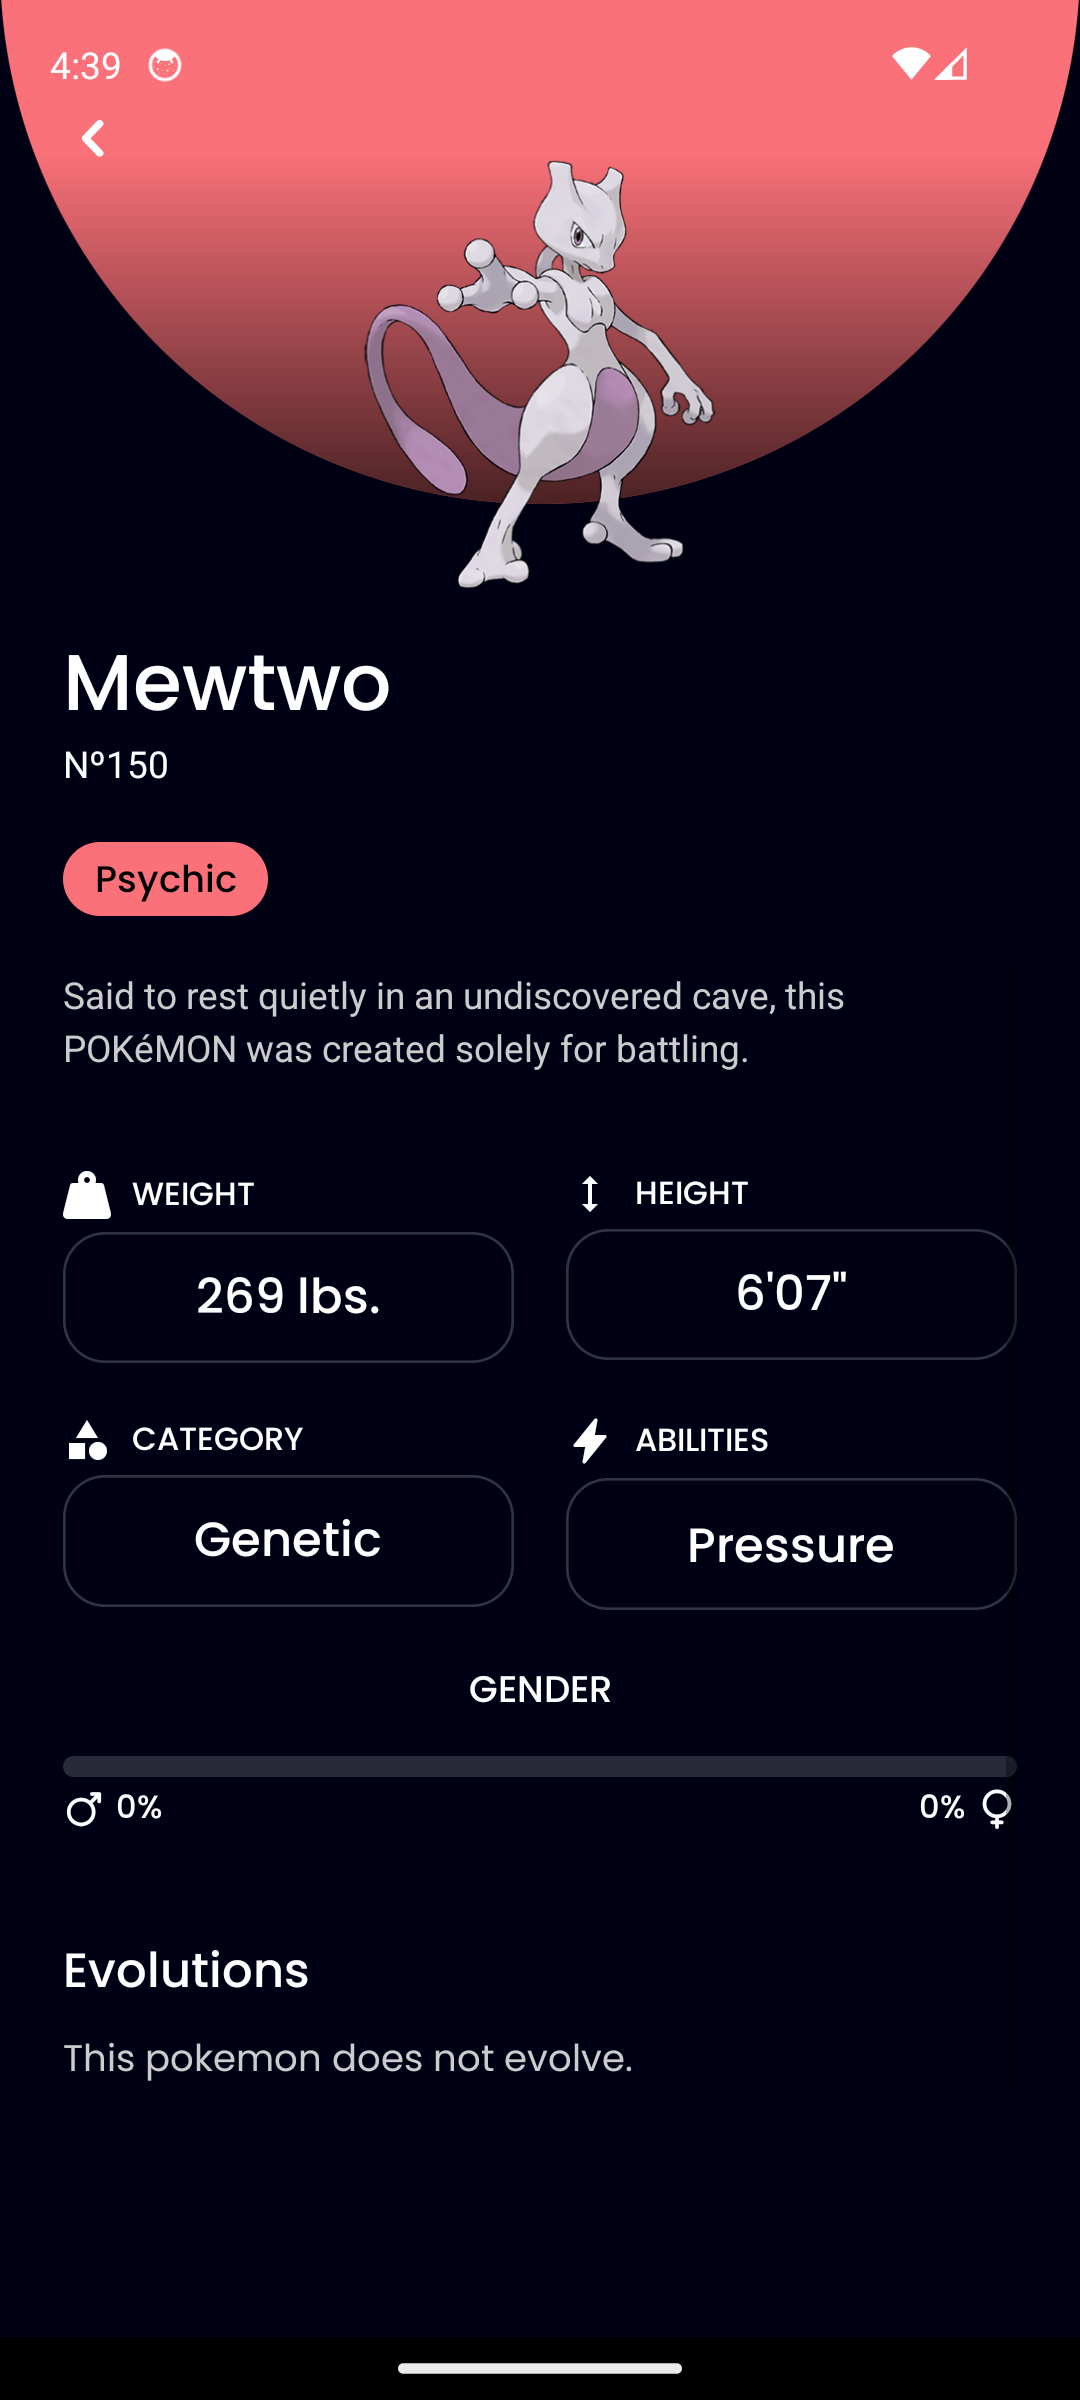 4:39
Mewtwo
Nº150
Psychic
Said to rest quietly in an undiscovered cave, this
POKéMON was created solely for battling.
WEIGHT
HEIGHT
269 lbs.
6'07"
CATEGORY
ABILITIES
Genetic
Pressure
GENDER
♂ 0%
0% ♀
Evolutions
This pokemon does not evolve.